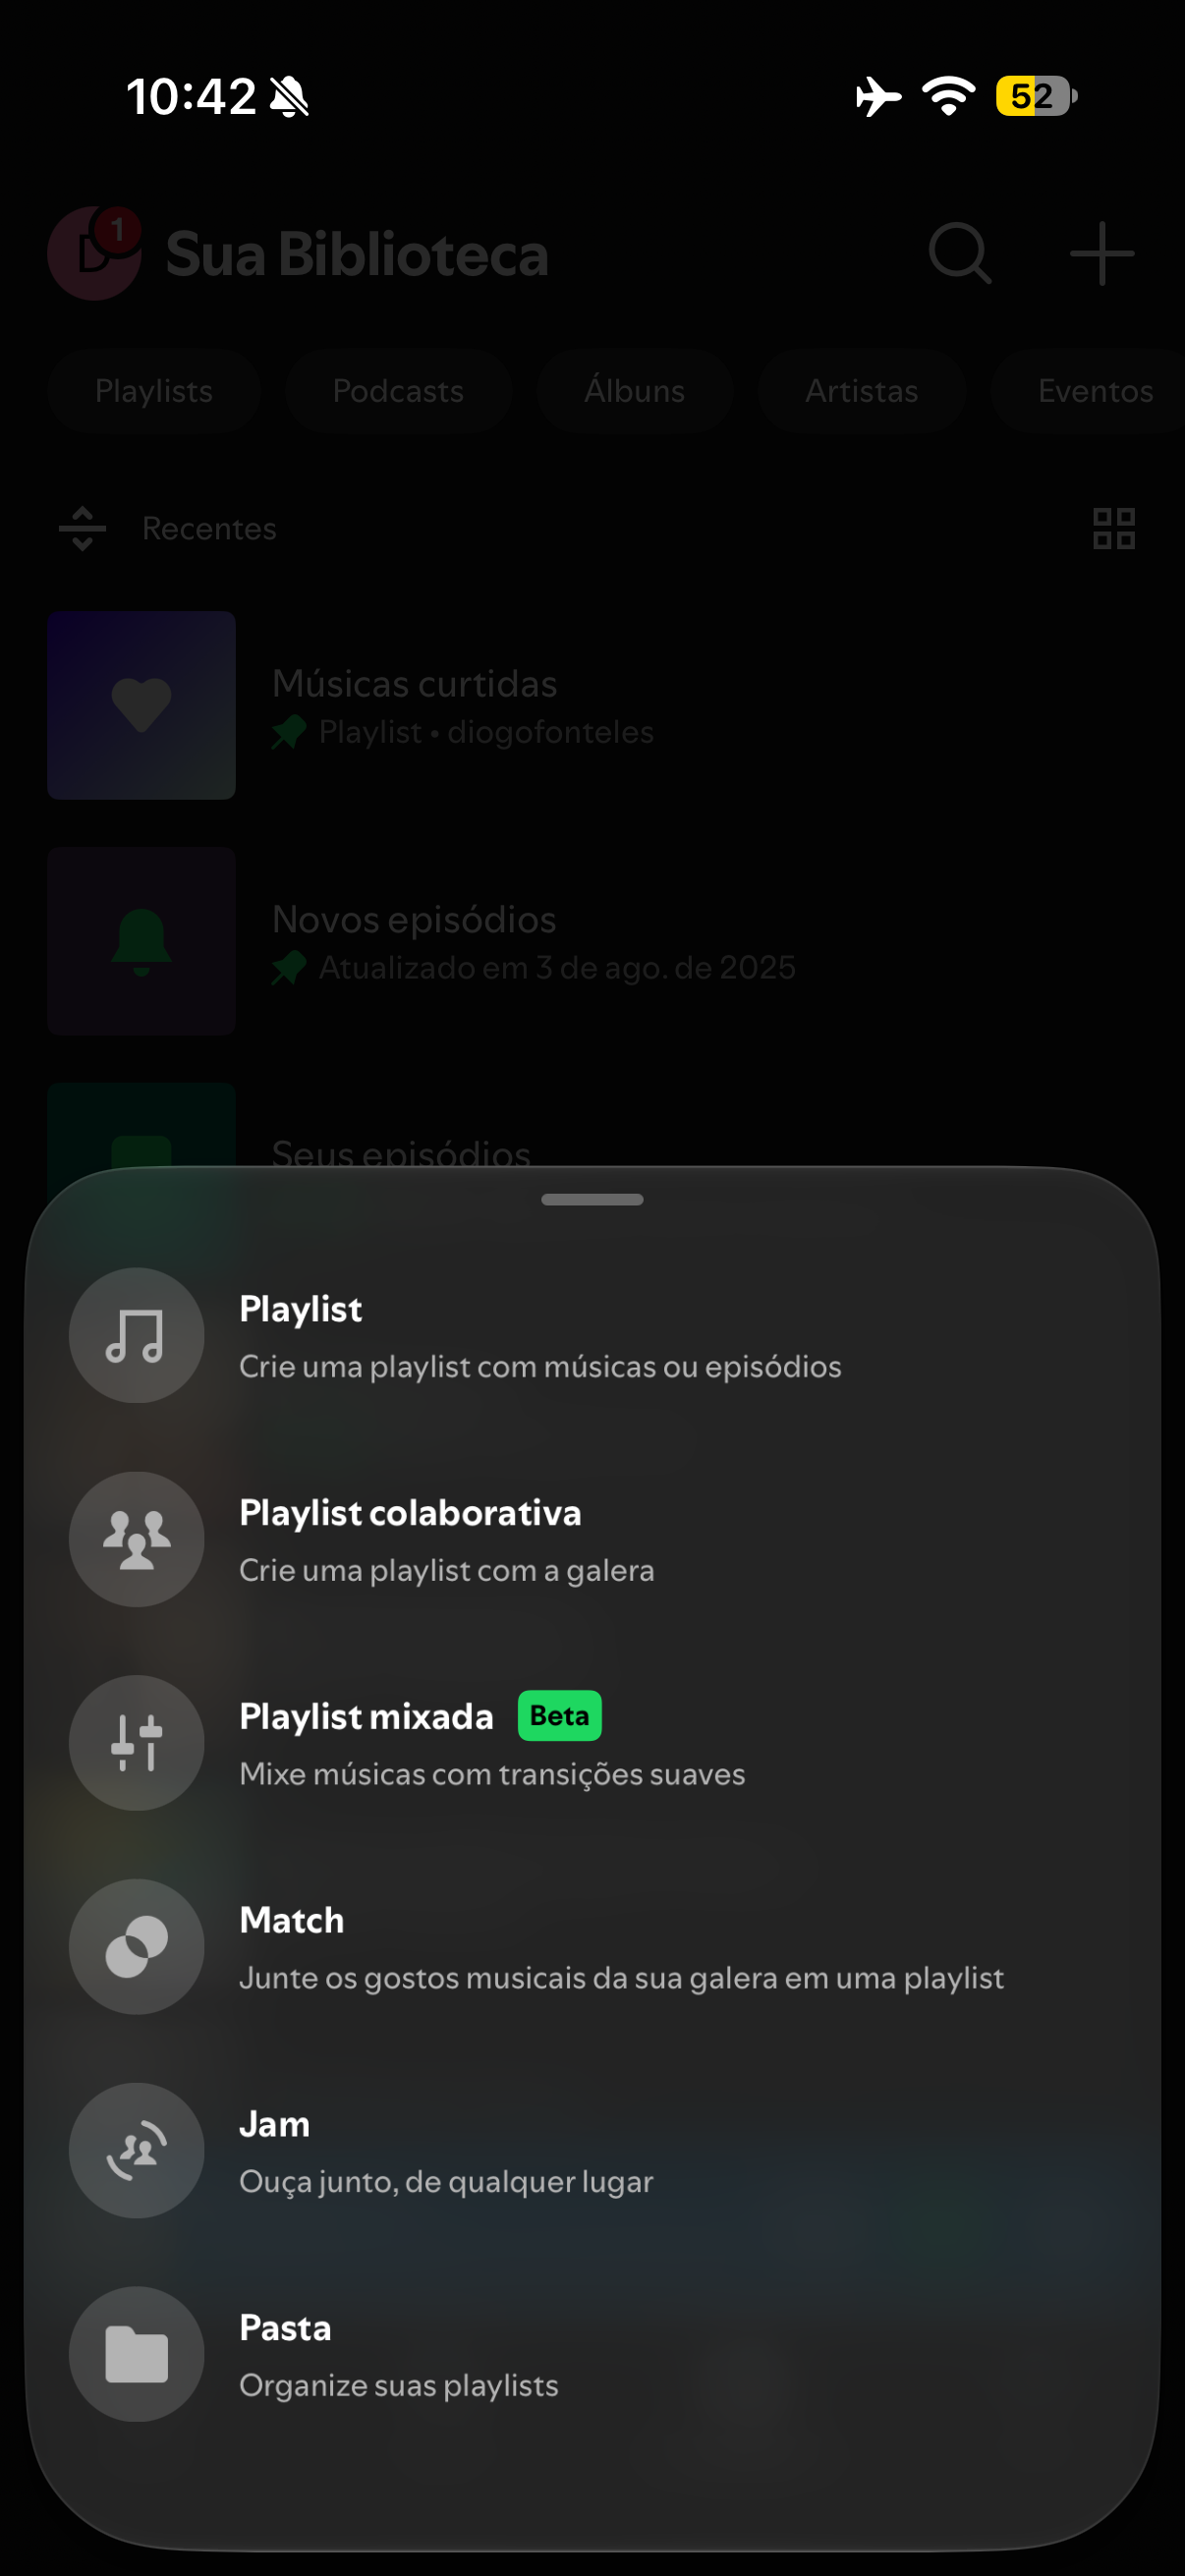 10:42
52
D
1
Sua Biblioteca
Playlists
Podcasts
Álbuns
Artistas
Eventos
Recentes
Músicas curtidas
Playlist • diogofonteles
Novos episódios
Atualizado em 3 de ago. de 2025
Seus episódios
Playlist
Crie uma playlist com músicas ou episódios
Playlist colaborativa
Crie uma playlist com a galera
Playlist mixada Beta
Mixe músicas com transições suaves
Match
Junte os gostos musicais da sua galera em uma playlist
Jam
Ouça junto, de qualquer lugar
Pasta
Organize suas playlists